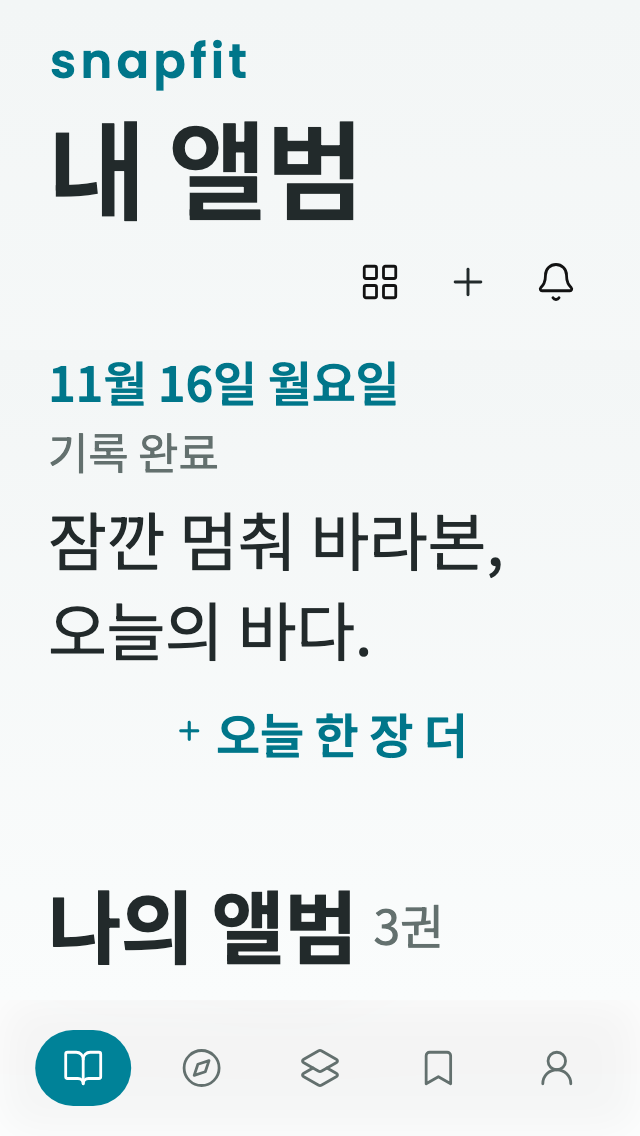 snapfit
내 앨범
11월 16일 월요일
기록 완료
잠깐 멈춰 바라본,
오늘의 바다.
+ 오늘 한 장 더
나의 앨범 3권